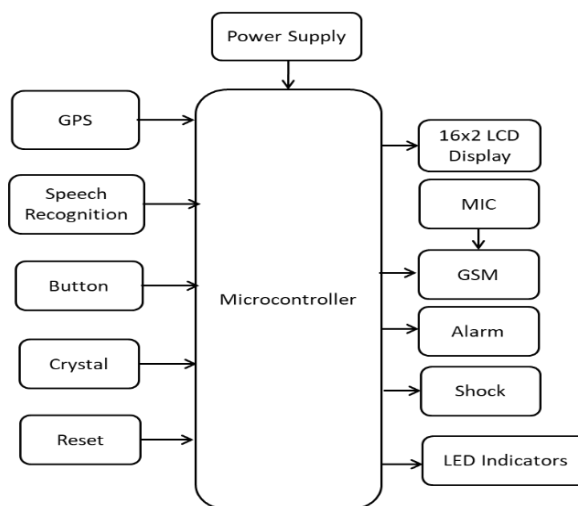 Power Supply
GPS
Speech
Recognition
Button
Crystal
Reset
Microcontroller
16x2 LCD
Display
MIC
GSM
Alarm
Shock
LED Indicators